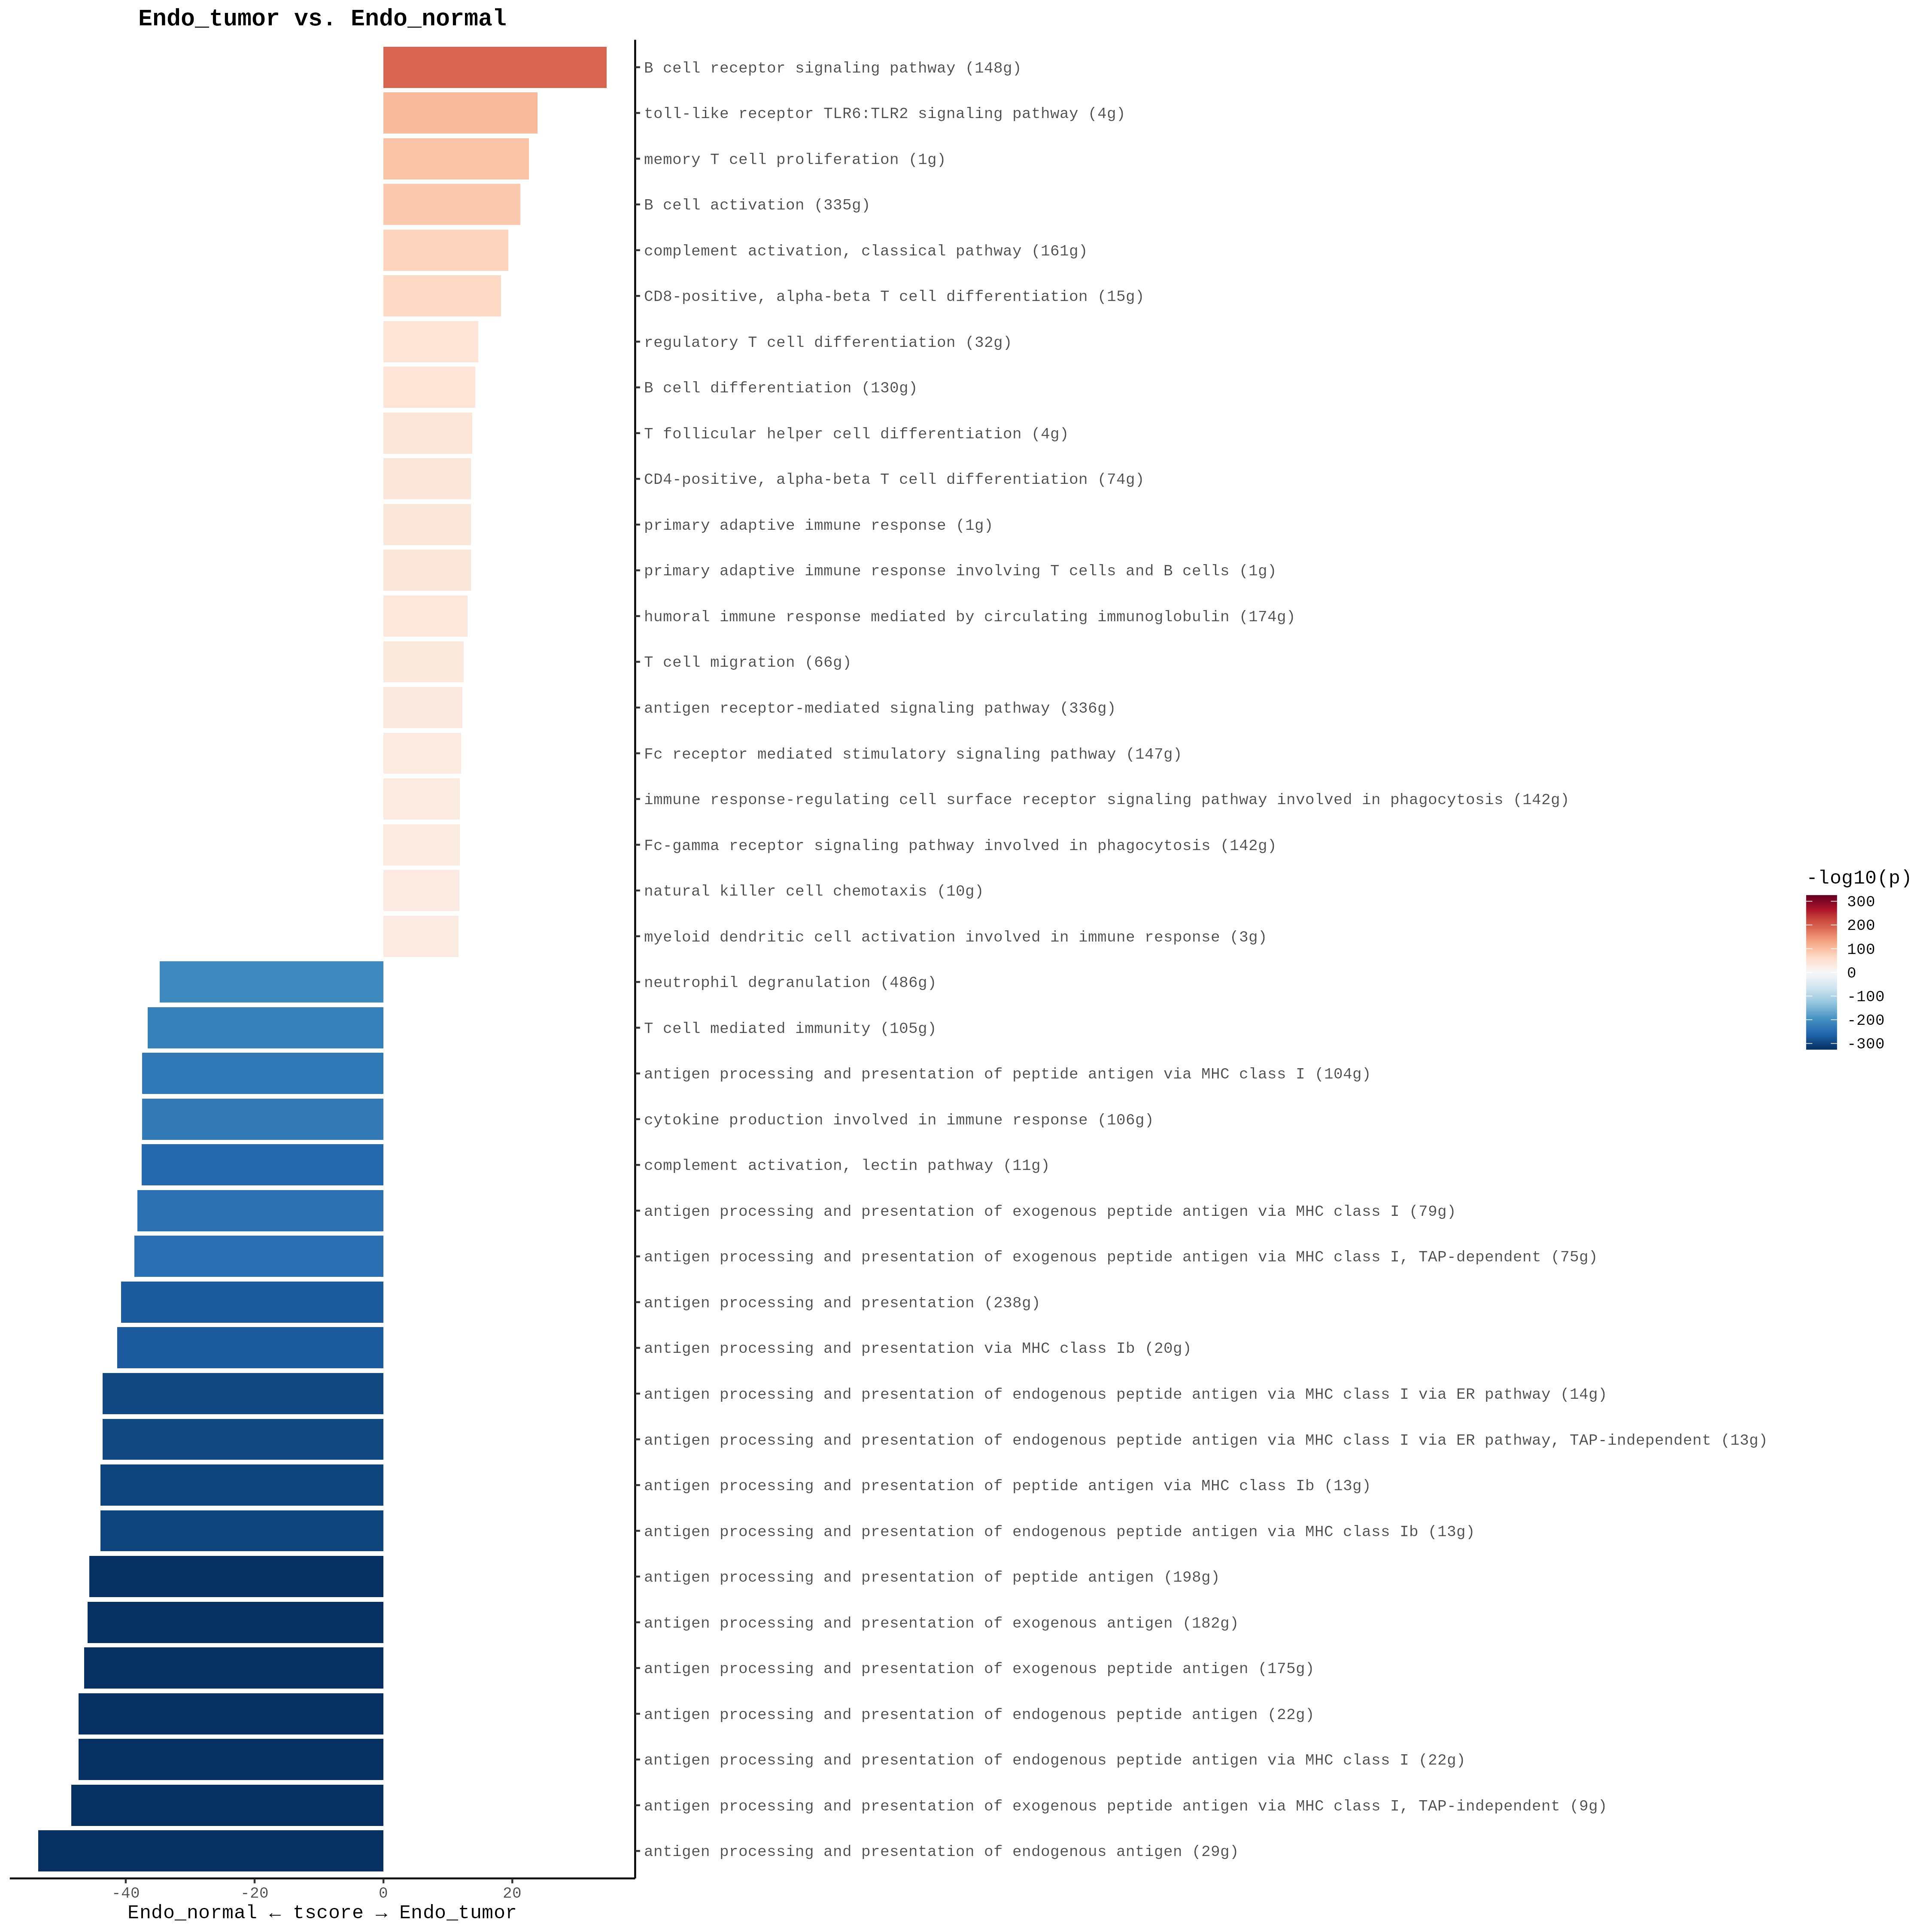 Endo_tumor vs. Endo_normal
B cell receptor signaling pathway (148g)
toll-like receptor TLR6:TLR2 signaling pathway (4g)
memory T cell proliferation (1g)
B cell activation (335g)
complement activation, classical pathway (161g)
CD8-positive, alpha-beta T cell differentiation (15g)
regulatory T cell differentiation (32g)
B cell differentiation (130g)
T follicular helper cell differentiation (4g)
CD4-positive, alpha-beta T cell differentiation (74g)
primary adaptive immune response (1g)
primary adaptive immune response involving T cells and B cells (1g)
humoral immune response mediated by circulating immunoglobulin (174g)
T cell migration (66g)
antigen receptor-mediated signaling pathway (336g)
Fc receptor mediated stimulatory signaling pathway (147g)
immune response-regulating cell surface receptor signaling pathway involved in phagocytosis (142g)
Fc-gamma receptor signaling pathway involved in phagocytosis (142g)
natural killer cell chemotaxis (10g)
myeloid dendritic cell activation involved in immune response (3g)
neutrophil degranulation (486g)
T cell mediated immunity (105g)
antigen processing and presentation of peptide antigen via MHC class I (104g)
cytokine production involved in immune response (106g)
complement activation, lectin pathway (11g)
antigen processing and presentation of exogenous peptide antigen via MHC class I (79g)
antigen processing and presentation of exogenous peptide antigen via MHC class I, TAP-dependent (75g)
antigen processing and presentation (238g)
antigen processing and presentation via MHC class Ib (20g)
antigen processing and presentation of endogenous peptide antigen via MHC class I via ER pathway (14g)
antigen processing and presentation of endogenous peptide antigen via MHC class I via ER pathway, TAP-independent (13g)
antigen processing and presentation of peptide antigen via MHC class Ib (13g)
antigen processing and presentation of endogenous peptide antigen via MHC class Ib (13g)
antigen processing and presentation of peptide antigen (198g)
antigen processing and presentation of exogenous antigen (182g)
antigen processing and presentation of exogenous peptide antigen (175g)
antigen processing and presentation of endogenous peptide antigen (22g)
antigen processing and presentation of endogenous peptide antigen via MHC class I (22g)
antigen processing and presentation of exogenous peptide antigen via MHC class I, TAP-independent (9g)
antigen processing and presentation of endogenous antigen (29g)
-40 -20 0 20
Endo_normal ← tscore → Endo_tumor
-log10(p)
300
200
100
0
-100
-200
-300